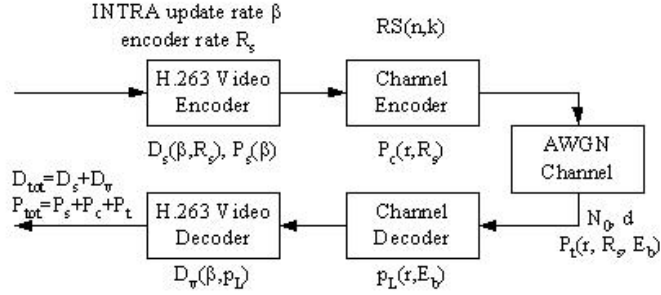 INTRA update rate β
encoder rate R_s
RS(n,k)
H.263 Video
Encoder
Channel
Encoder
D_s(β,R_s), P_s(β)
P_c(r,R_s)
AWGN
Channel
D_tot=D_s+D_v
P_tot=P_s+P_c+P_t
H.263 Video
Decoder
Channel
Decoder
N_0, d
P_t(r, R_s, E_b)
D_v(β,p_L)
p_L(r,E_b)